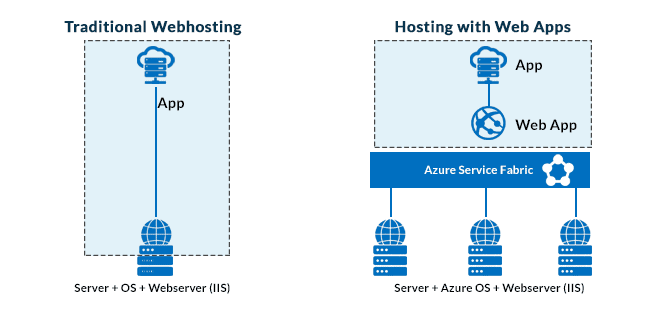 Traditional Webhosting
App
Server + OS + Webserver (IIS)
Hosting with Web Apps
App
Web App
Azure Service Fabric
Server + Azure OS + Webserver (IIS)